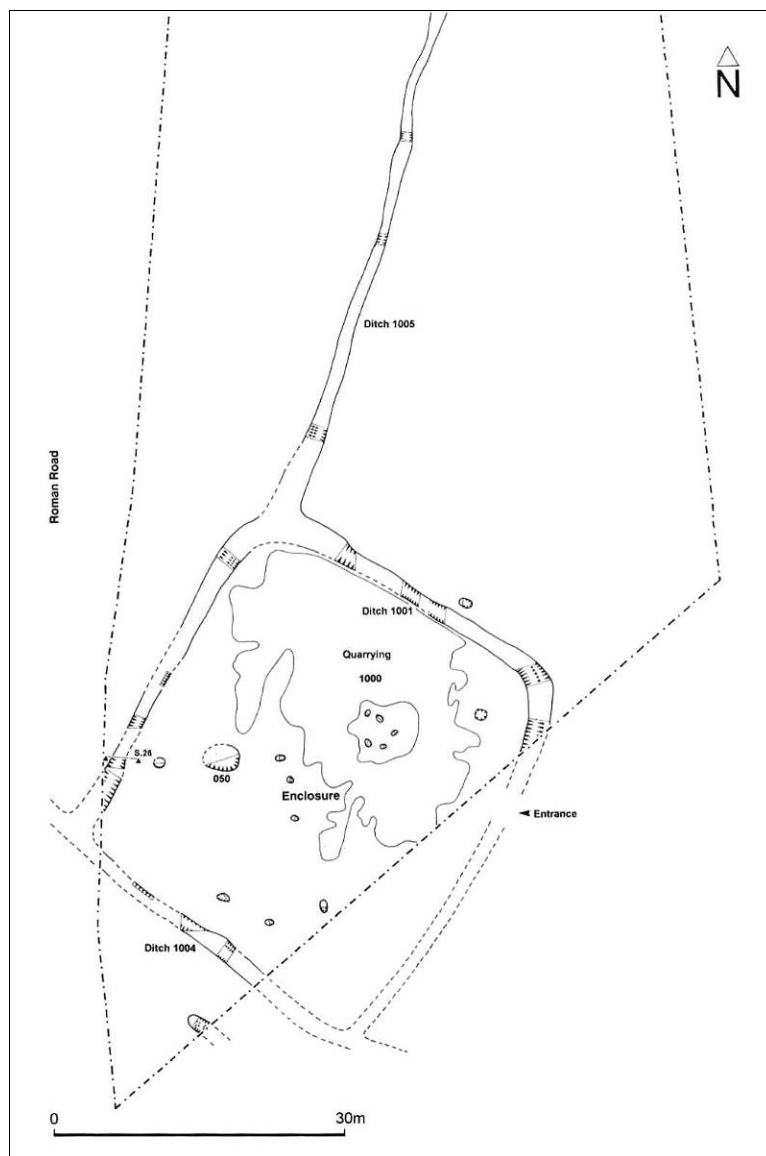 N
Ditch 1005
Roman Road
Ditch 1001
Quarrying
1000
S.26
050
Enclosure
Entrance
Ditch 1004
0 30m